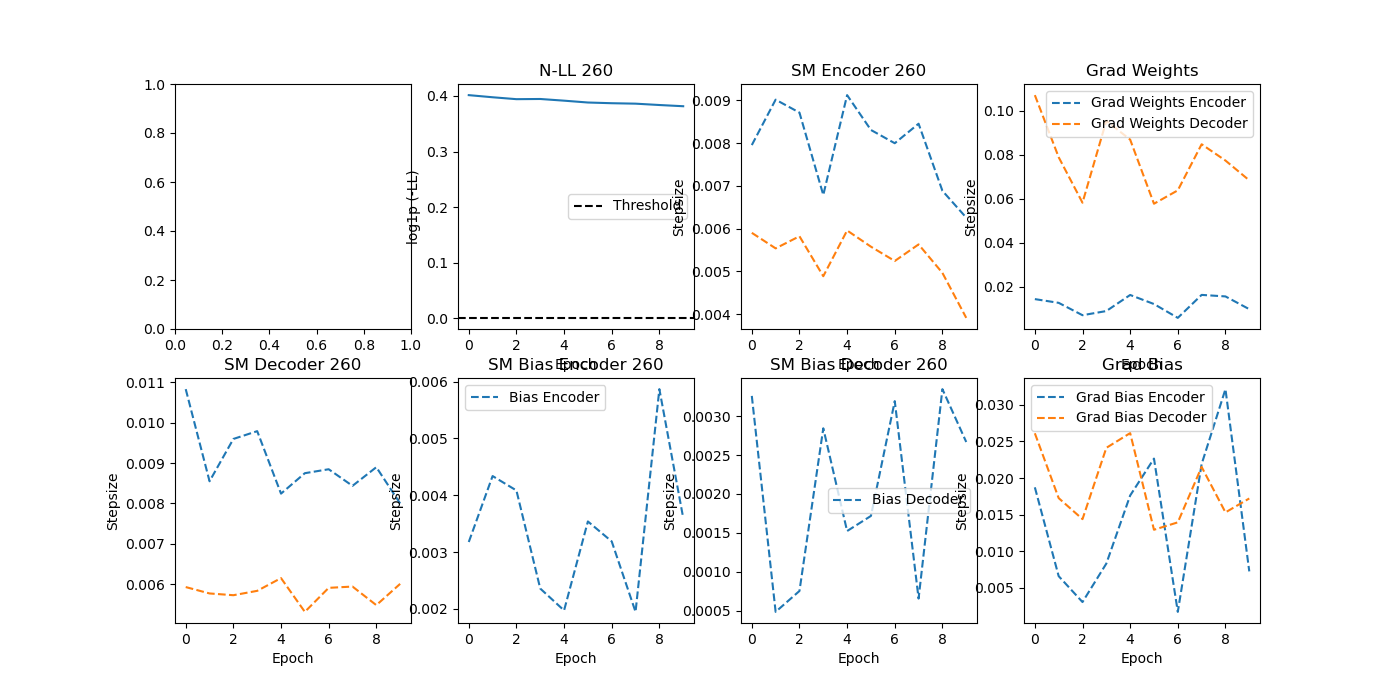 N-LL 260
SM Encoder 260
Grad Weights
1.0
0.8
0.6
0.4
0.2
0.0
0.0 0.2 0.4 0.6 0.8 1.0
log1p (-LL)
0.4
0.3
0.2
0.1
0.0
Threshold
0 2 4 6 8
Epoch
Stepsize
0.009
0.008
0.007
0.006
0.005
0.004
0 2 4 6 8
Epoch
Stepsize
0.10
0.08
0.06
0.04
0.02
Grad Weights Encoder
Grad Weights Decoder
0 2 4 6 8
Epoch
SM Decoder 260
SM Bias Encoder 260
SM Bias Decoder 260
Grad Bias
Stepsize
0.011
0.010
0.009
0.008
0.007
0.006
0 2 4 6 8
Epoch
Stepsize
0.006
0.005
0.004
0.003
0.002
Bias Encoder
0 2 4 6 8
Epoch
Stepsize
0.0030
0.0025
0.0020
0.0015
0.0010
0.0005
Bias Decoder
0 2 4 6 8
Epoch
Stepsize
0.030
0.025
0.020
0.015
0.010
0.005
Grad Bias Encoder
Grad Bias Decoder
0 2 4 6 8
Epoch